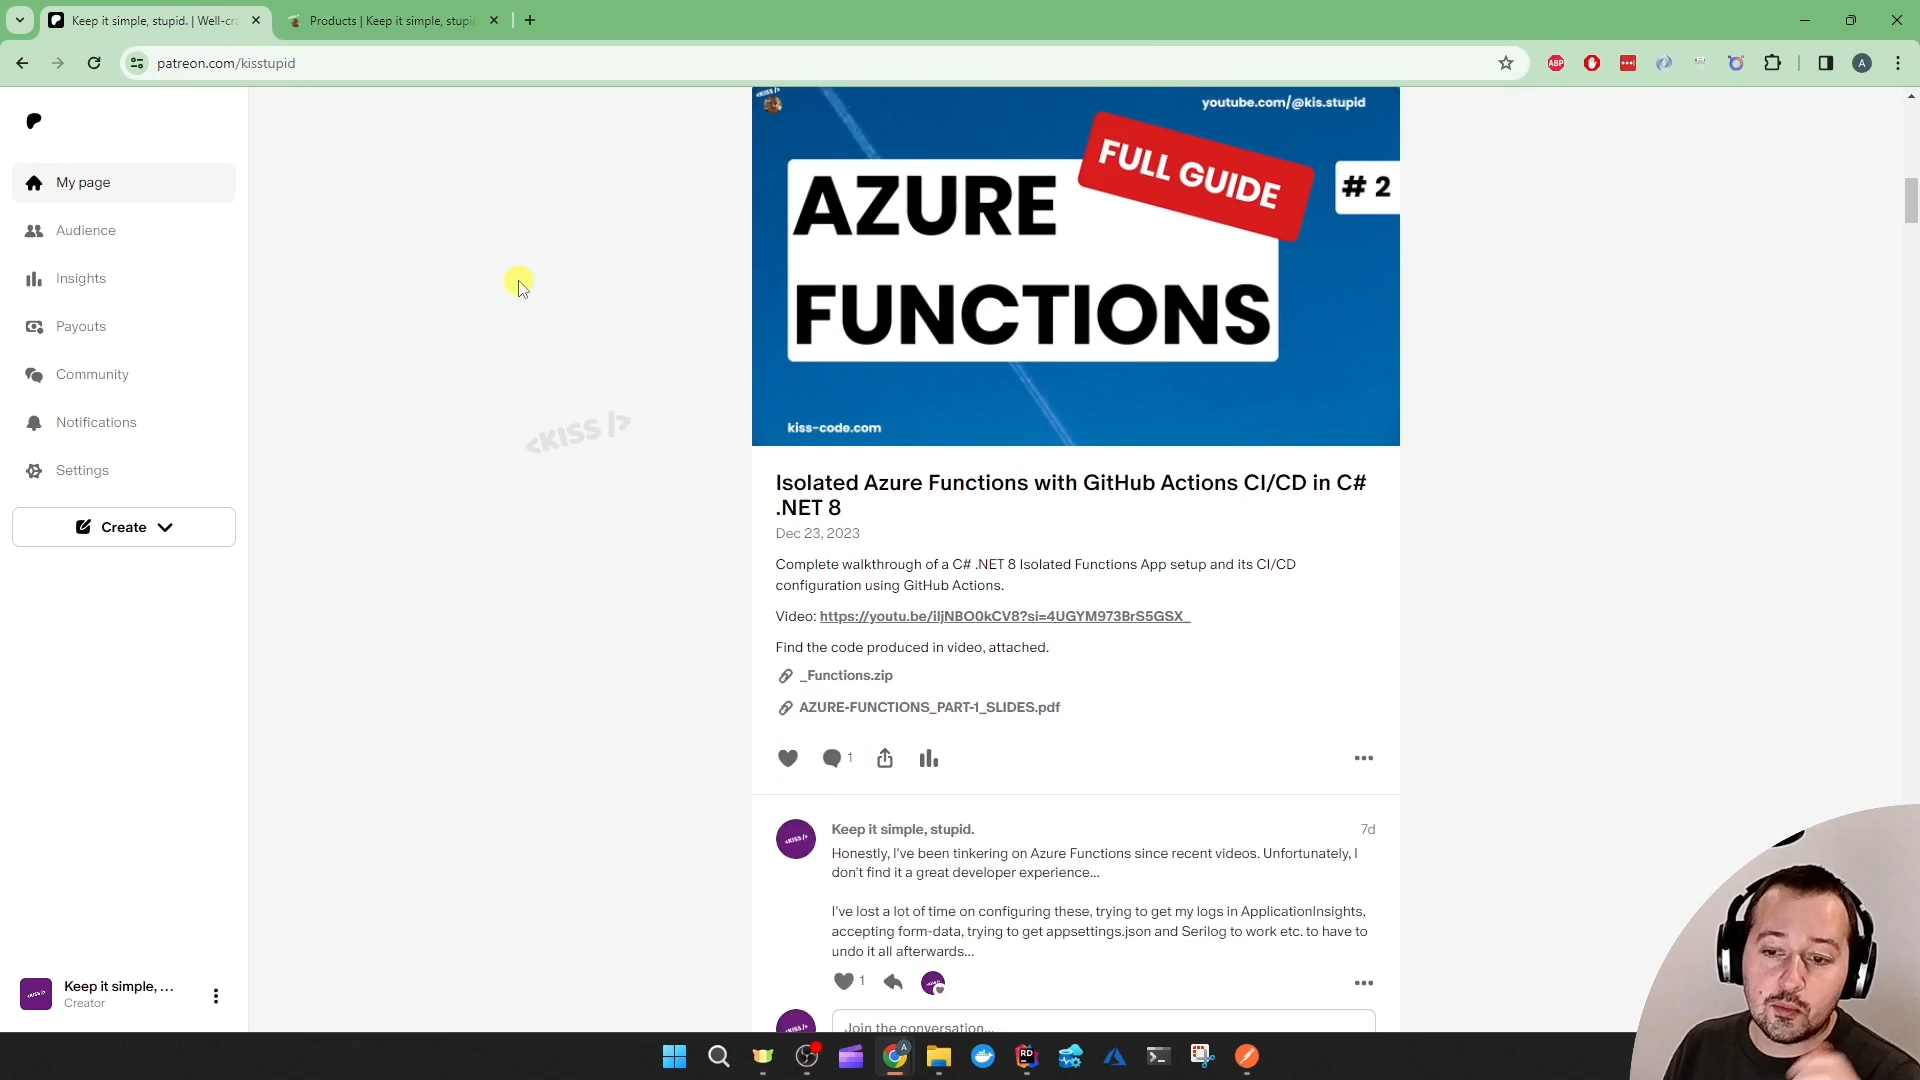 Keep it simple, stupid. | Well-cra
Products | Keep it simple, stupid
patreon.com/kisstupid
ABP
A
My page
Audience
Insights
Payouts
Community
Notifications
Settings
Create
Keep it simple, ...
Creator
<KISS />
<KISS />
youtube.com/@kis.stupid
FULL GUIDE
# 2
AZURE
FUNCTIONS
kiss-code.com
Isolated Azure Functions with GitHub Actions CI/CD in C#
.NET 8
Dec 23, 2023
Complete walkthrough of a C# .NET 8 Isolated Functions App setup and its CI/CD
configuration using GitHub Actions.
Video: https://youtu.be/iIjNBO0kCV8?si=4UGYM973BrS5GSX_
Find the code produced in video, attached.
_Functions.zip
AZURE-FUNCTIONS_PART-1_SLIDES.pdf
1
Keep it simple, stupid.
7d
Honestly, I've been tinkering on Azure Functions since recent videos. Unfortunately, I
don't find it a great developer experience...
I've lost a lot of time on configuring these, trying to get my logs in ApplicationInsights,
accepting form-data, trying to get appsettings.json and Serilog to work etc. to have to
undo it all afterwards...
1
Join the conversation...
A
RD